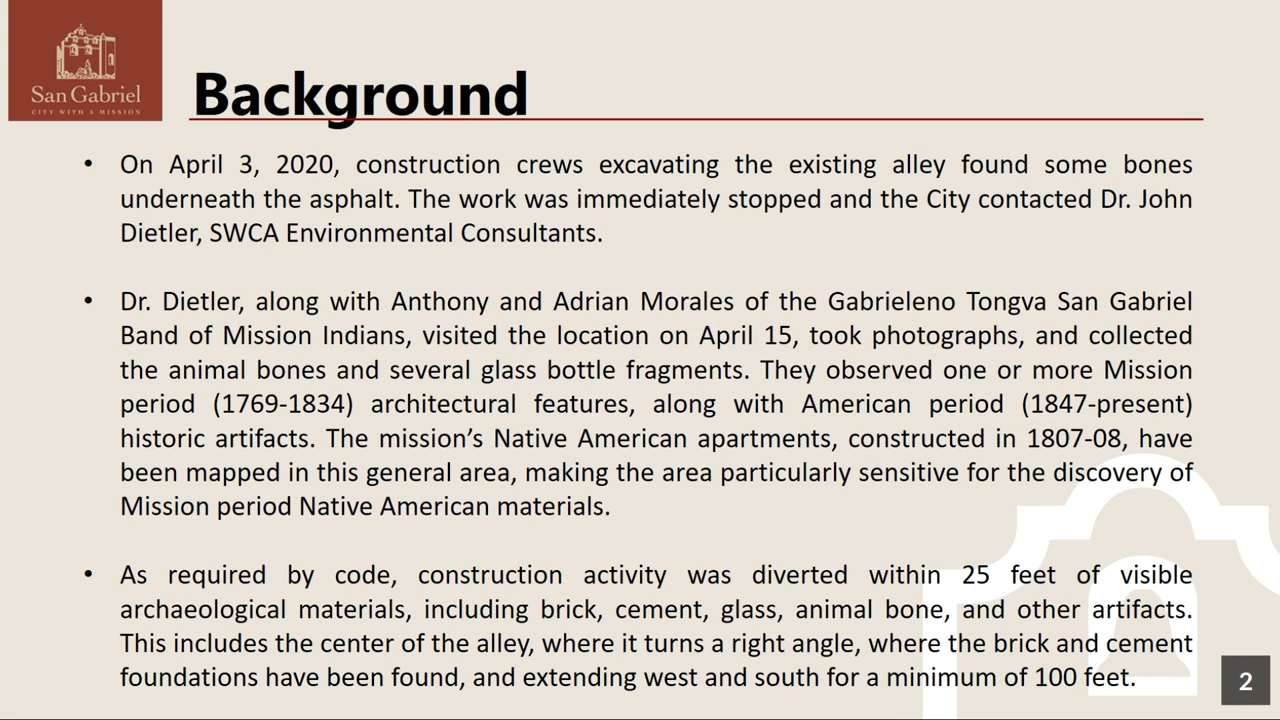 San Gabriel
CITY WITH A MISSION
Background
• On April 3, 2020, construction crews excavating the existing alley found some bones
underneath the asphalt. The work was immediately stopped and the City contacted Dr. John
Dietler, SWCA Environmental Consultants.
• Dr. Dietler, along with Anthony and Adrian Morales of the Gabrieleno Tongva San Gabriel
Band of Mission Indians, visited the location on April 15, took photographs, and collected
the animal bones and several glass bottle fragments. They observed one or more Mission
period (1769-1834) architectural features, along with American period (1847-present)
historic artifacts. The mission’s Native American apartments, constructed in 1807-08, have
been mapped in this general area, making the area particularly sensitive for the discovery of
Mission period Native American materials.
• As required by code, construction activity was diverted within 25 feet of visible
archaeological materials, including brick, cement, glass, animal bone, and other artifacts.
This includes the center of the alley, where it turns a right angle, where the brick and cement
foundations have been found, and extending west and south for a minimum of 100 feet.
2